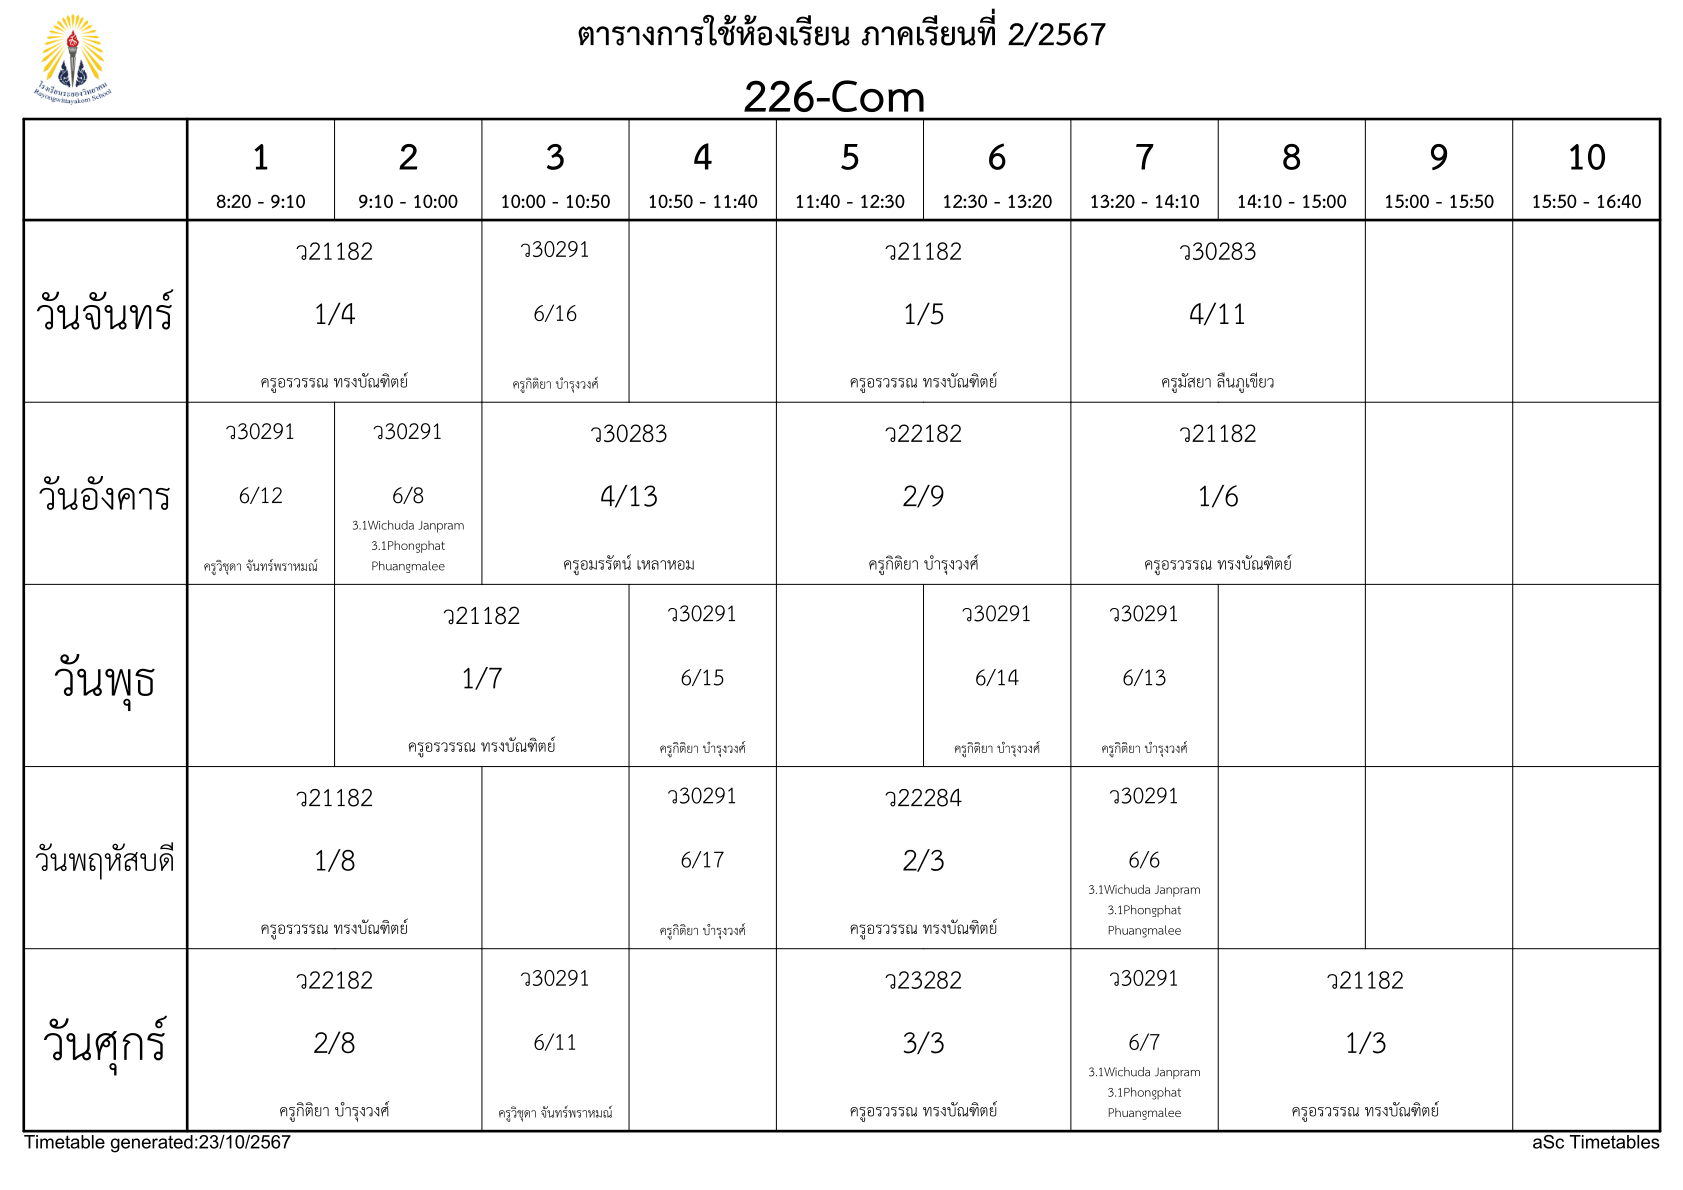 ตารางการใช้ห้องเรียน ภาคเรียนที่ 2/2567
โรงเรียนระยองวิทยาคม
Rayongwittayakom School
226-Com
1 2 3 4 5 6 7 8 9 10
8:20 - 9:10 9:10 - 10:00 10:00 - 10:50 10:50 - 11:40 11:40 - 12:30 12:30 - 13:20 13:20 - 14:10 14:10 - 15:00 15:00 - 15:50 15:50 - 16:40
วันจันทร์
ว21182
1/4
ครูอรวรรณ ทรงบัณฑิตย์
ว30291
6/16
ครูกิติยา บำรุงวงศ์
ว21182
1/5
ครูอรวรรณ ทรงบัณฑิตย์
ว30283
4/11
ครูมัสยา ลืนภูเขียว
วันอังคาร
ว30291
6/12
ครูวิชุดา จันทร์พราหมณ์
ว30291
6/8
3.1Wichuda Janpram
3.1Phongphat
Phuangmalee
ว30283
4/13
ครูอมรรัตน์ เหลาหอม
ว22182
2/9
ครูกิติยา บำรุงวงศ์
ว21182
1/6
ครูอรวรรณ ทรงบัณฑิตย์
วันพุธ
ว21182
1/7
ครูอรวรรณ ทรงบัณฑิตย์
ว30291
6/15
ครูกิติยา บำรุงวงศ์
ว30291
6/14
ครูกิติยา บำรุงวงศ์
ว30291
6/13
ครูกิติยา บำรุงวงศ์
วันพฤหัสบดี
ว21182
1/8
ครูอรวรรณ ทรงบัณฑิตย์
ว30291
6/17
ครูกิติยา บำรุงวงศ์
ว22284
2/3
ครูอรวรรณ ทรงบัณฑิตย์
ว30291
6/6
3.1Wichuda Janpram
3.1Phongphat
Phuangmalee
วันศุกร์
ว22182
2/8
ครูกิติยา บำรุงวงศ์
ว30291
6/11
ครูวิชุดา จันทร์พราหมณ์
ว23282
3/3
ครูอรวรรณ ทรงบัณฑิตย์
ว30291
6/7
3.1Wichuda Janpram
3.1Phongphat
Phuangmalee
ว21182
1/3
ครูอรวรรณ ทรงบัณฑิตย์
Timetable generated:23/10/2567 aSc Timetables